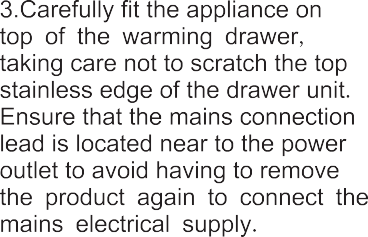 3.Carefully fit the appliance on
top of the warming drawer,
taking care not to scratch the top
stainless edge of the drawer unit.
Ensure that the mains connection
lead is located near to the power
outlet to avoid having to remove
the product again to connect the
mains electrical supply.